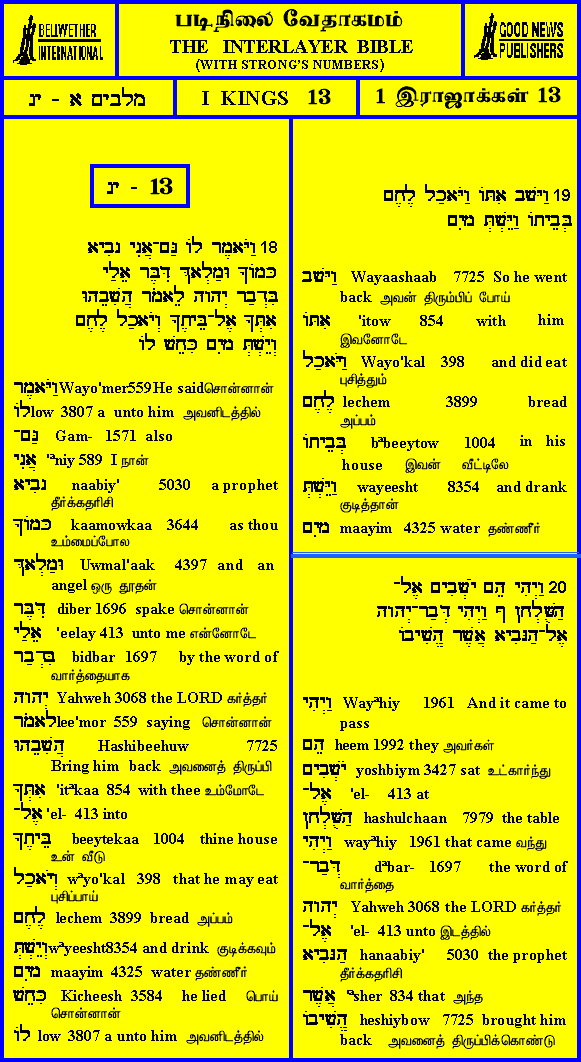 BELLWETHER
INTERNATIONAL
படிநிலை வேதாகமம்
THE INTERLAYER BIBLE
(WITH STRONG'S NUMBERS)
GOOD NEWS
PUBLISHERS
מלכים א - יג
I KINGS 13
1 இராஜாக்கள் 13
יג - 13
18 וַיֹּאמֶר לוֹ גַּם־אֲנִי נָבִיא
כָּמוֹךָ וּמַלְאָךְ דִּבֶּר אֵלַי
בִּדְבַר יְהוָה לֵאמֹר הֲשִׁבֵהוּ
אִתְּךָ אֶל־בֵּיתֶךָ וְיֹאכַל לֶחֶם
וְיֵשְׁתְּ מָיִם כִּחֵשׁ לוֹ
וַיֹּאמֶר Wayo'mer559 He said சொன்னான்
לוֹ low 3807 a unto him அவனிடத்தில்
גַּם־ Gam- 1571 also
אֲנִי 'ªniy 589 I நான்
נָבִיא naabiy' 5030 a prophet
தீர்க்கதரிசி
כָּמוֹךָ kaamowkaa 3644 as thou
உம்மைப்போல
וּמַלְאָךְ Uwmal'aak 4397 and an
angel ஒரு தூதன்
דִּבֶּר diber 1696 spake சொன்னான்
אֵלַי 'eelay 413 unto me என்னோடே
בִּדְבַר bidbar 1697 by the word of
வார்த்தையாக
יְהוָה Yahweh 3068 the LORD கர்த்தர்
לֵאמֹר lee'mor 559 saying சொன்னான்
הֲשִׁבֵהוּ Hashibeehuw 7725
Bring him back அவனைத் திருப்பி
אִתְּךָ 'itªkaa 854 with thee உம்மோடே
אֶל־ 'el- 413 into
בֵּיתֶךָ beeytekaa 1004 thine house
உன் வீடு
וְיֹאכַל wªyo'kal 398 that he may eat
புசிப்பாய்
לֶחֶם lechem 3899 bread அப்பம்
וְיֵשְׁתְּ wªyeesht8354 and drink குடிக்கவும்
מָיִם maayim 4325 water தண்ணீர்
כִּחֵשׁ Kicheesh 3584 he lied பொய்
சொன்னான்
לוֹ low 3807 a unto him அவனிடத்தில்
19 וַיָּשָׁב אִתּוֹ וַיֹּאכַל לֶחֶם
בְּבֵיתוֹ וַיֵּשְׁתְּ מָיִם
וַיָּשָׁב Wayaashaab 7725 So he went
back அவன் திரும்பிப் போய்
אִתּוֹ 'itow 854 with him
இவனோடே
וַיֹּאכַל Wayo'kal 398 and did eat
புசித்தும்
לֶחֶם lechem 3899 bread
அப்பம்
בְּבֵיתוֹ bªbeeytow 1004 in his
house இவன் வீட்டிலே
וַיֵּשְׁתְּ wayeesht 8354 and drank
குடித்தான்
מָיִם maayim 4325 water தண்ணீர்
20 וַיְהִי הֵם יֹשְׁבִים אֶל־
הַשֻּׁלְחָן ף וַיְהִי דְּבַר־יְהוָה
אֶל־הַנָּבִיא אֲשֶׁר הֱשִׁיבוֹ
וַיְהִי Wayªhiy 1961 And it came to
pass
הֵם heem 1992 they அவர்கள்
יֹשְׁבִים yoshbiym 3427 sat உட்கார்ந்து
אֶל־ 'el- 413 at
הַשֻּׁלְחָן hashulchaan 7979 the table
וַיְהִי wayªhiy 1961 that came வந்து
דְּבַר־ dªbar- 1697 the word of
வார்த்தை
יְהוָה Yahweh 3068 the LORD கர்த்தர்
אֶל־ 'el- 413 unto இடத்தில்
הַנָּבִיא hanaabiy' 5030 the prophet
தீர்க்கதரிசி
אֲשֶׁר ªsher 834 that அந்த
הֱשִׁיבוֹ heshiybow 7725 brought him
back அவனைத் திருப்பிக்கொண்டு